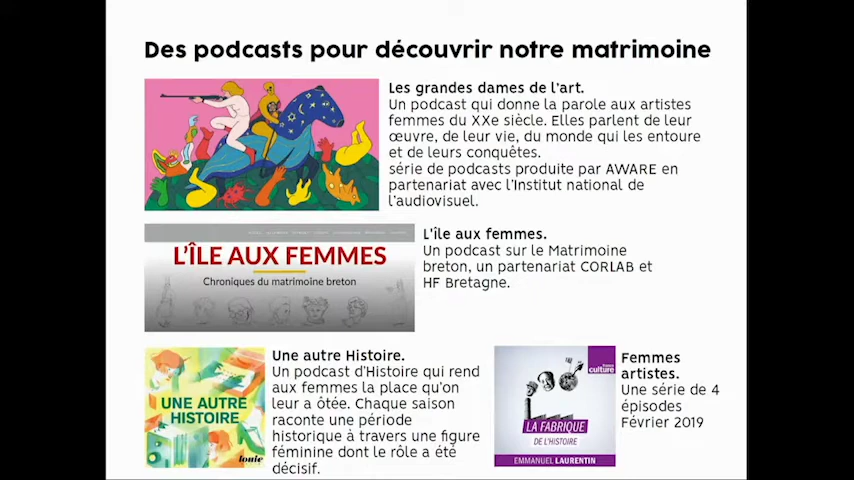 Des podcasts pour découvrir notre matrimoine
Les grandes dames de l'art.
Un podcast qui donne la parole aux artistes
femmes du XXe siècle. Elles parlent de leur
œuvre, de leur vie, du monde qui les entoure
et de leurs conquêtes.
série de podcasts produite par AWARE en
partenariat avec l'Institut national de
l'audiovisuel.
L'ÎLE AUX FEMMES
Chroniques du matrimoine breton
L'île aux femmes.
Un podcast sur le Matrimoine
breton, un partenariat CORLAB et
HF Bretagne.
UNE AUTRE
HISTOIRE
louie
Une autre Histoire.
Un podcast d'Histoire qui rend
aux femmes la place qu'on
leur a ôtée. Chaque saison
raconte une période
historique à travers une figure
féminine dont le rôle a été
décisif.
france
culture
LA FABRIQUE
DE L'HISTOIRE
EMMANUEL LAURENTIN
Femmes
artistes.
Une série de 4
épisodes
Février 2019